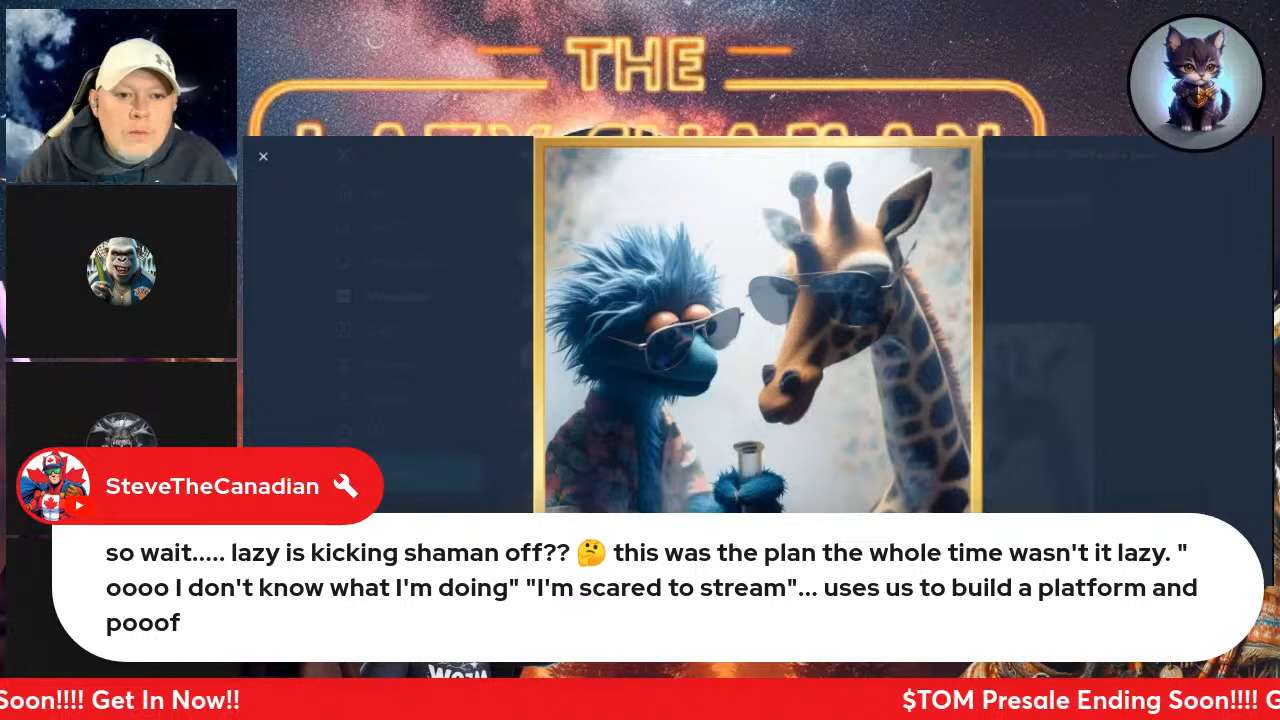 THE
LAZY SHAMAN
SteveTheCanadian
so wait..... lazy is kicking shaman off?? 🤔 this was the plan the whole time wasn't it lazy. "
oooo I don't know what I'm doing" "I'm scared to stream"... uses us to build a platform and
pooof
Soon!!!! Get In Now!!
$TOM Presale Ending Soon!!!! G